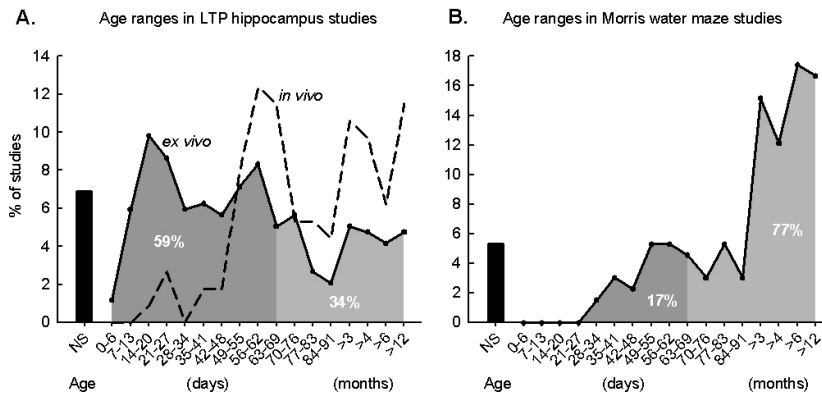 A. Age ranges in LTP hippocampus studies
% of studies
14
12
10
8
6
4
2
0
ex vivo
in vivo
59%
34%
NS 0-6 7-13 14-20 21-27 28-34 35-41 42-48 49-55 56-62 63-69 70-76 77-83 84-91 >3 >4 >6 >12
Age (days) (months)
B. Age ranges in Morris water maze studies
18
16
14
12
10
8
6
4
2
0
17%
77%
NS 0-6 7-13 14-20 21-27 28-34 35-41 42-48 49-55 56-62 63-69 70-76 77-83 84-91 >3 >4 >6 >12
Age (days) (months)